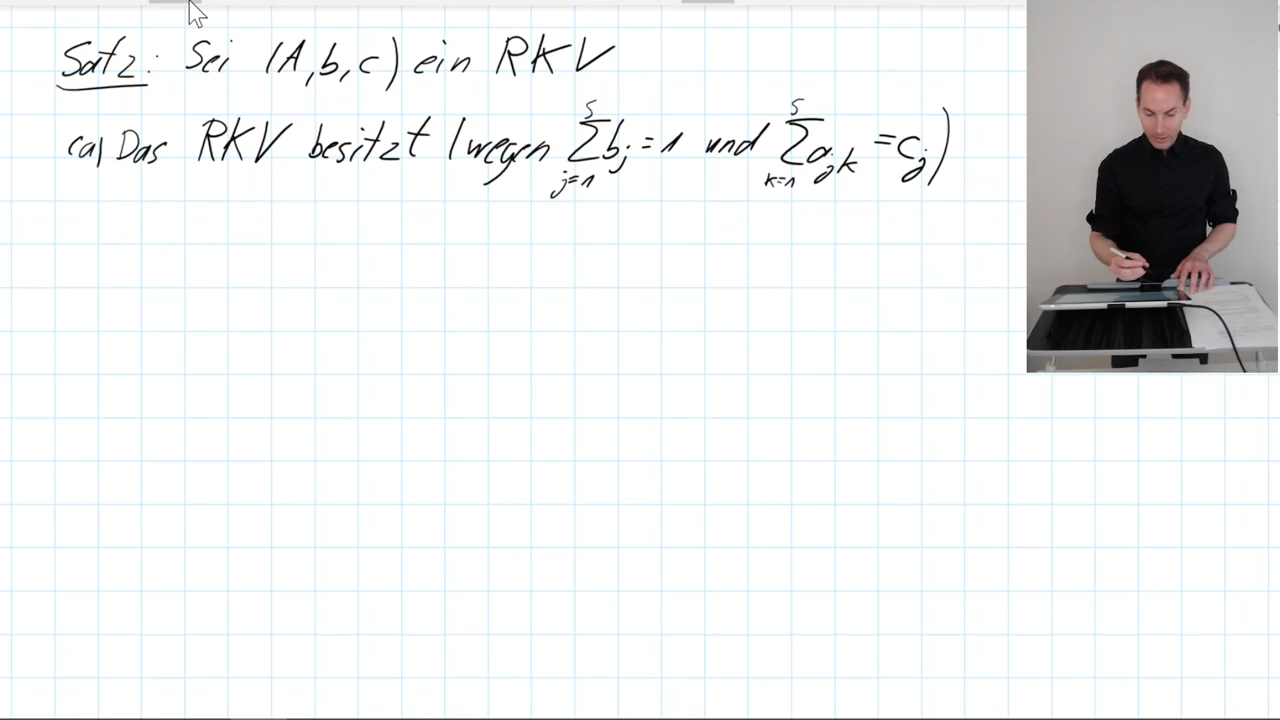 Satz: Sei (A,b,c) ein RKV
(a) Das RKV besitzt (wegen ∑_{j=1}^{s} b_j = 1 und ∑_{k=1}^{s} a_{jk} = c_j)